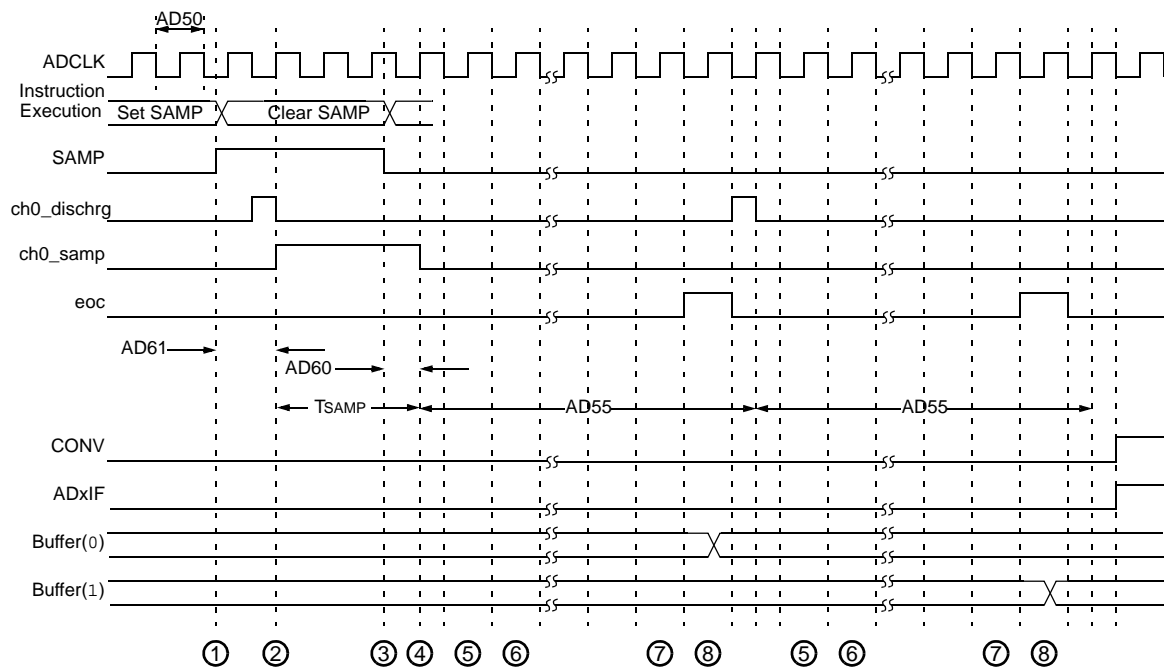 AD50
ADCLK
Instruction
Execution
Set SAMP
Clear SAMP
SAMP
ch0_dischrg
ch0_samp
eoc
AD61
AD60
TSAMP
AD55
AD55
CONV
ADxIF
Buffer(0)
Buffer(1)
① ② ③ ④ ⑤ ⑥ ⑦ ⑧ ⑤ ⑥ ⑦ ⑧